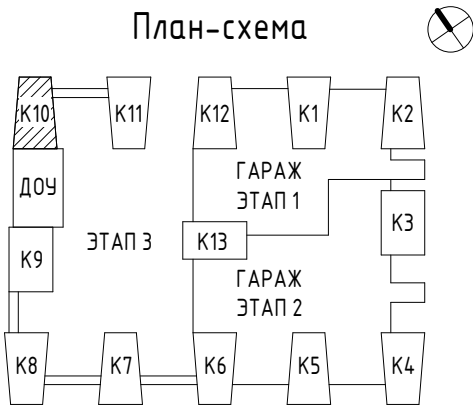 План-схема
К10
К11
К12
К1
К2
ГАРАЖ
ЭТАП 1
ДОУ
К3
ЭТАП 3
К13
К9
ГАРАЖ
ЭТАП 2
К8
К7
К6
К5
К4